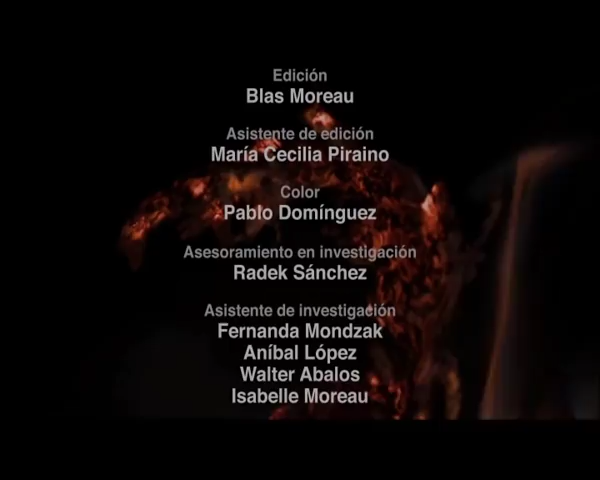 Edición
Blas Moreau
Asistente de edición
María Cecilia Piraino
Color
Pablo Domínguez
Asesoramiento en investigación
Radek Sánchez
Asistente de investigación
Fernanda Mondzak
Aníbal López
Walter Abalos
Isabelle Moreau